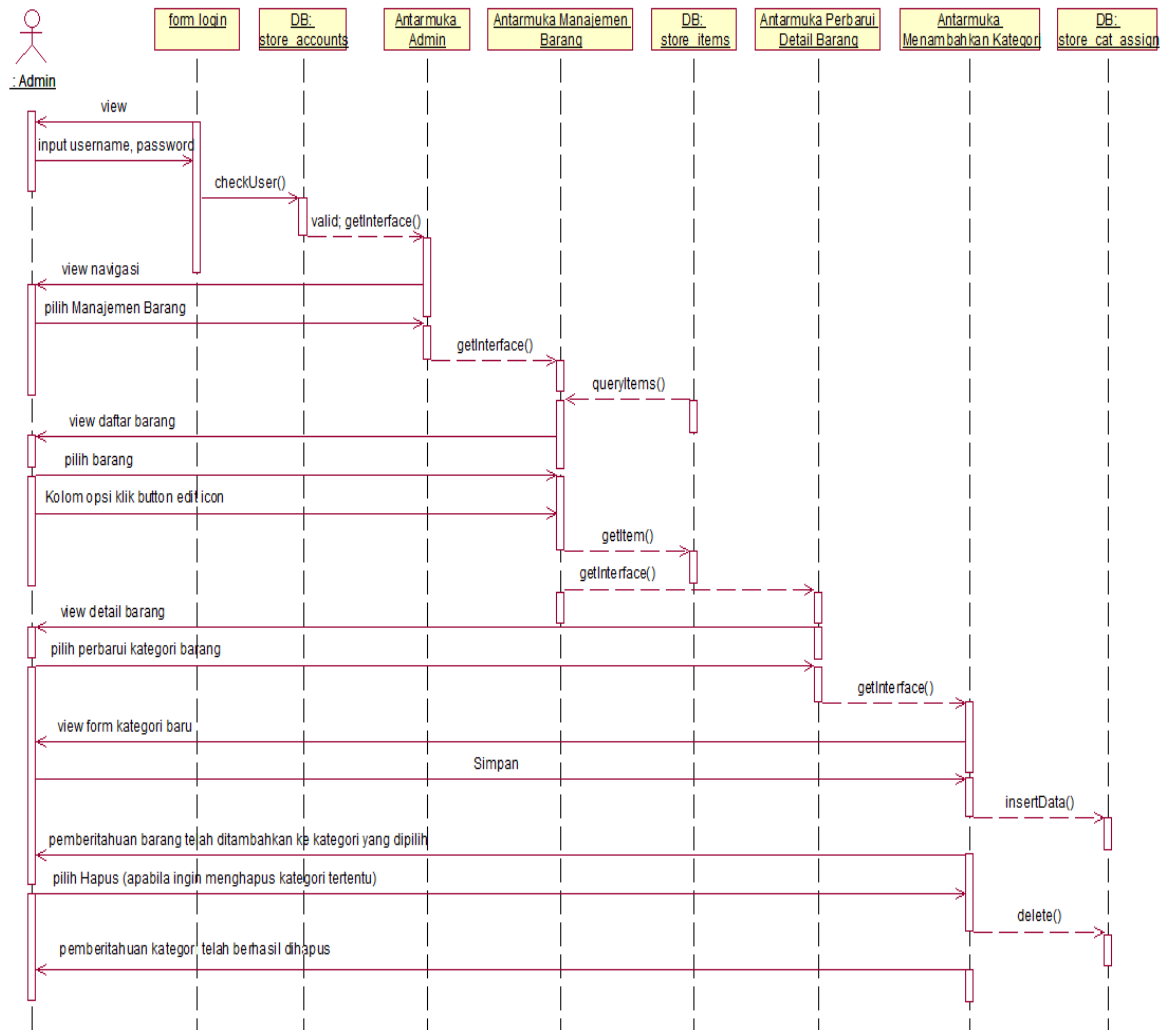 form login
DB:
store_accounts
Antarmuka
Admin
Antarmuka Manajemen
Barang
DB:
store_items
Antarmuka Perbarui
Detail Barang
Antarmuka
Menambahkan Kategori
DB:
store_cat_assign
: Admin
view
input username, password
checkUser()
valid; getInterface()
view navigasi
pilih Manajemen Barang
getInterface()
queryItems()
view daftar barang
pilih barang
Kolom opsi klik button edit icon
getItem()
getInterface()
view detail barang
pilih perbarui kategori barang
getInterface()
view form kategori baru
Simpan
insertData()
pemberitahuan barang telah ditambahkan ke kategori yang dipilih
pilih Hapus (apabila ingin menghapus kategori tertentu)
delete()
pemberitahuan kategori telah berhasil dihapus